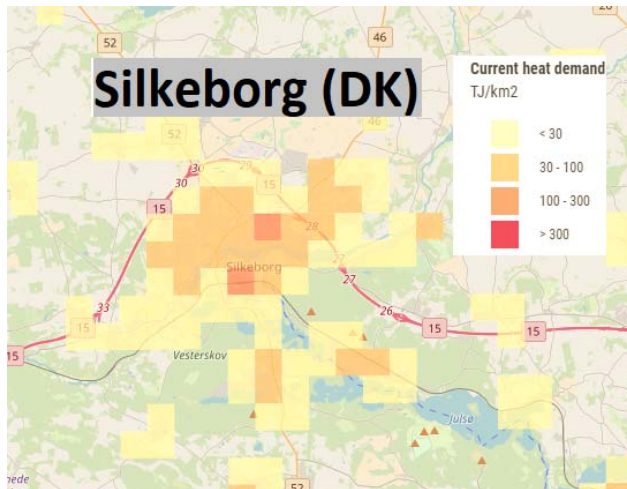 52
46
Silkeborg (DK)
Current heat demand
TJ/km2
< 30
30 - 100
100 - 300
> 300
52
46
30
29
30
15
15
28
Silkeborg
27
27
33
26
15
15
15
15
Vesterskov
Julsø
52